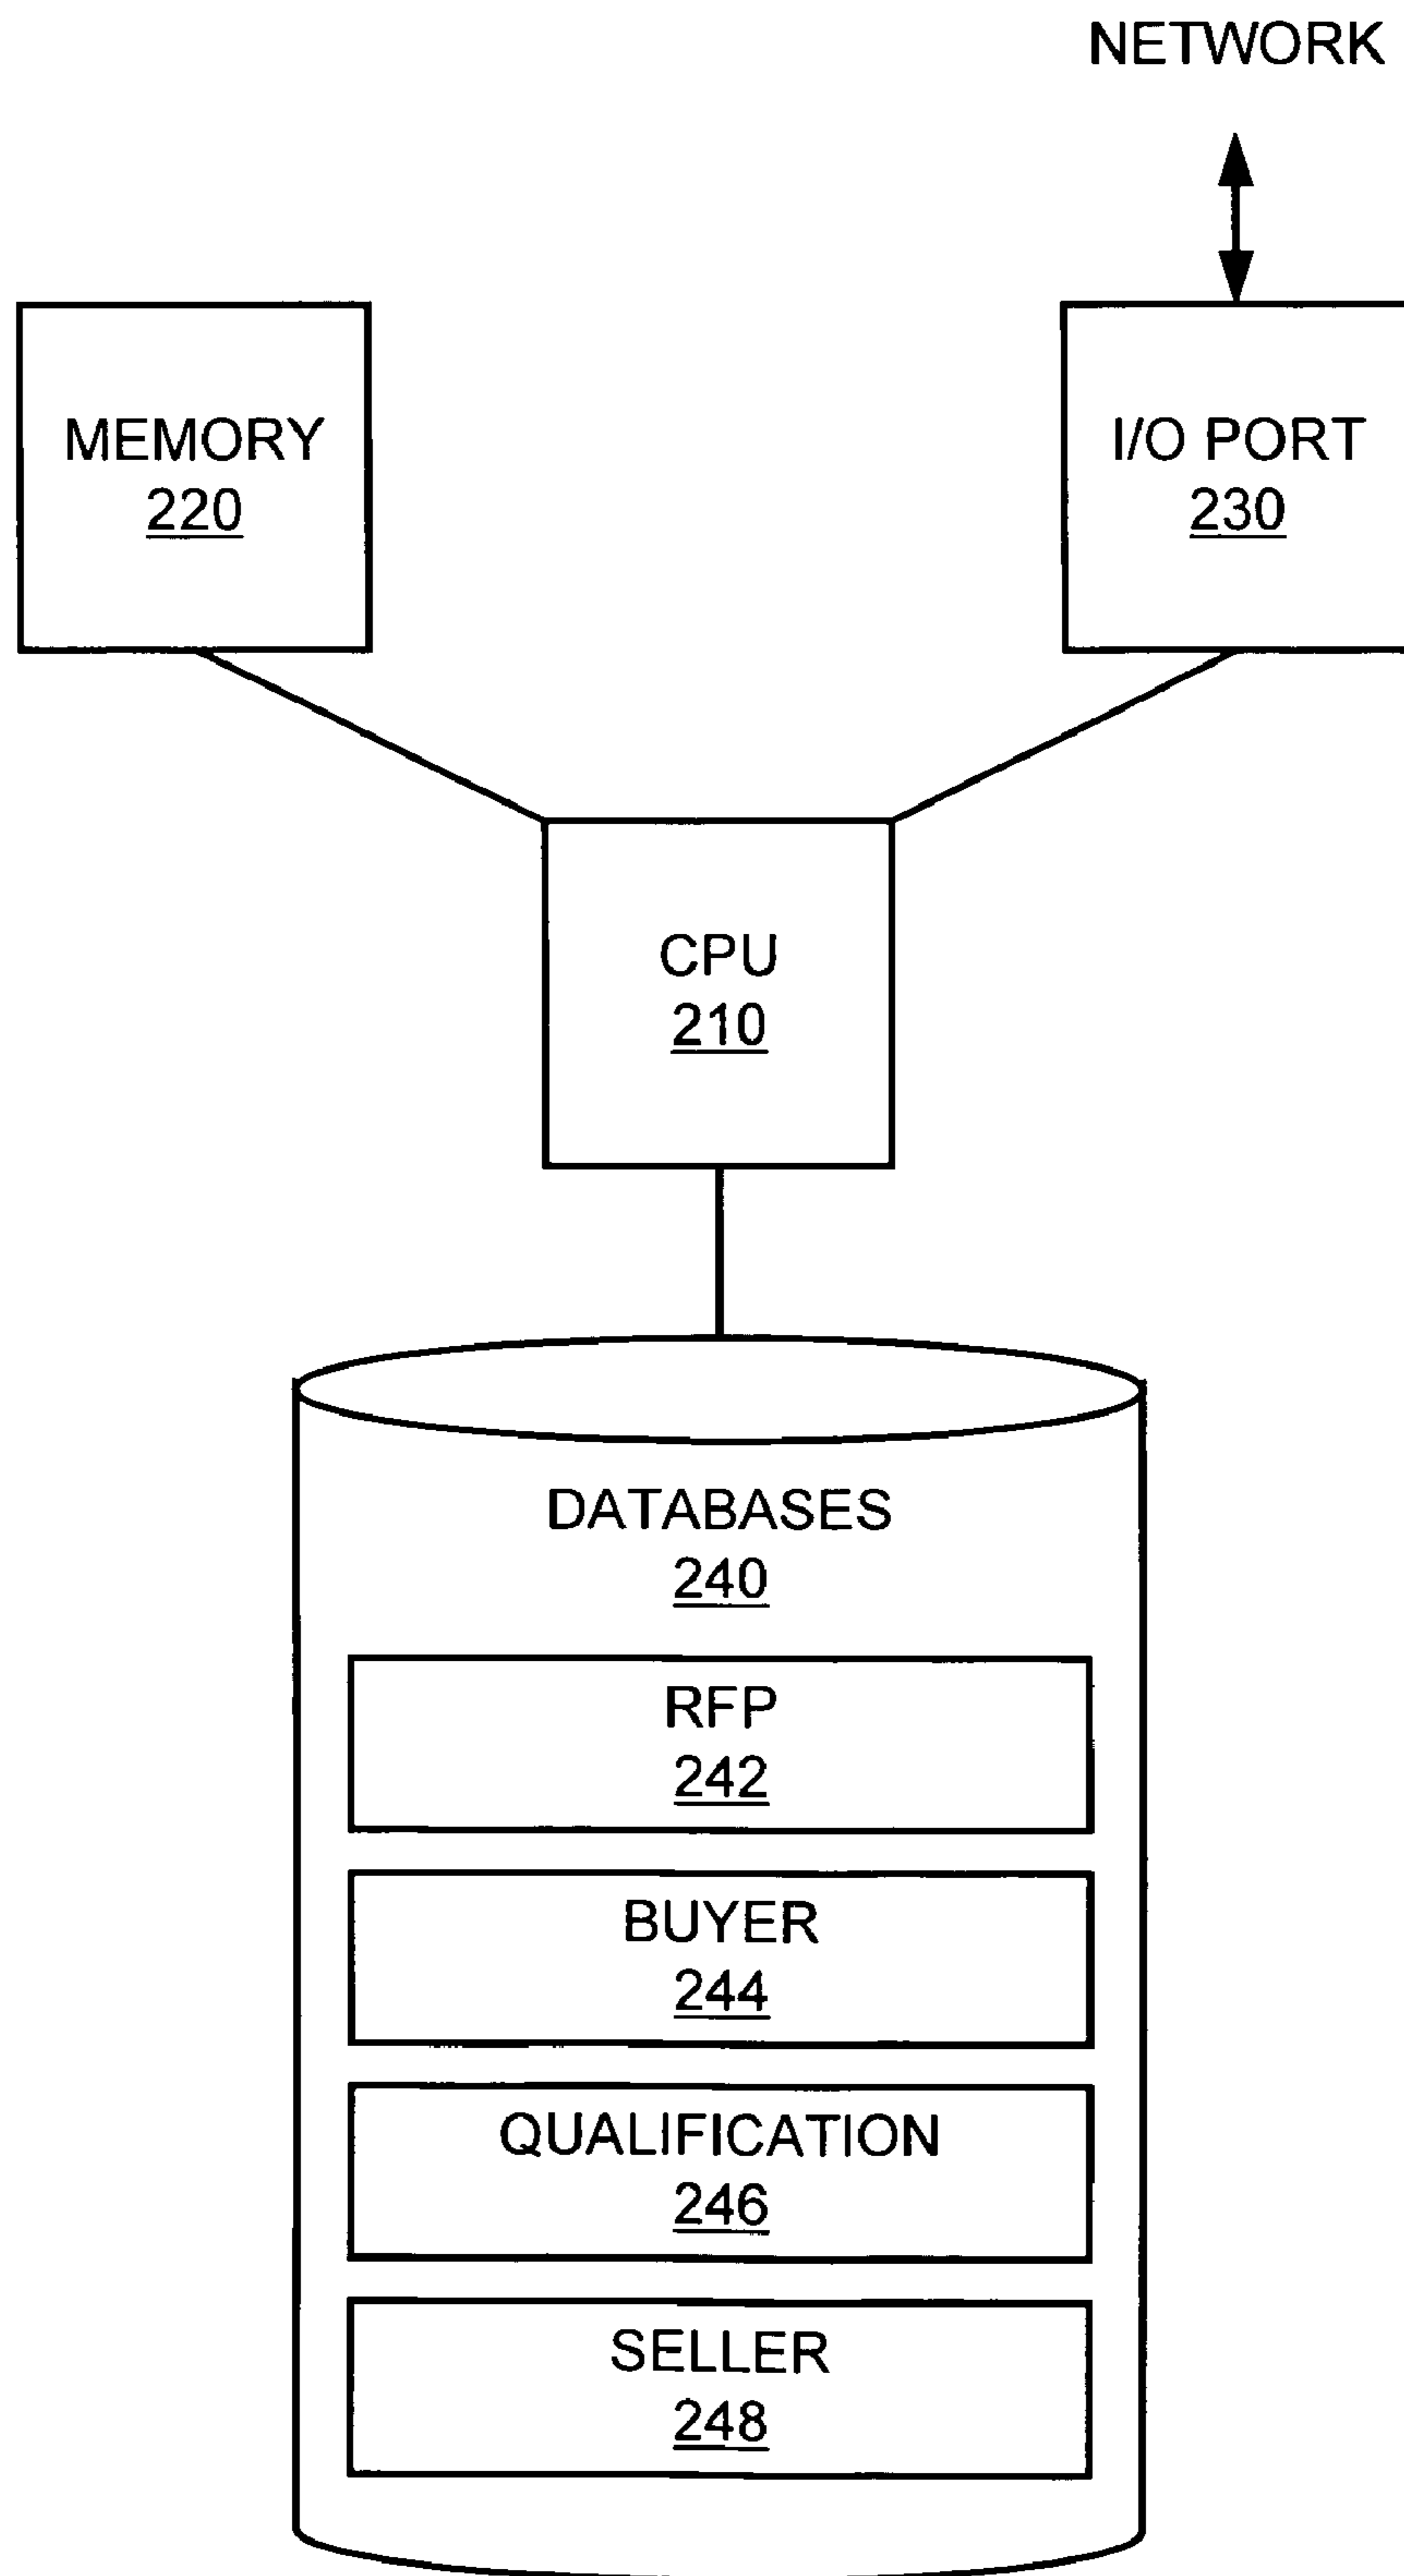 NETWORK
MEMORY
220
I/O PORT
230
CPU
210
DATABASES
240
RFP
242
BUYER
244
QUALIFICATION
246
SELLER
248